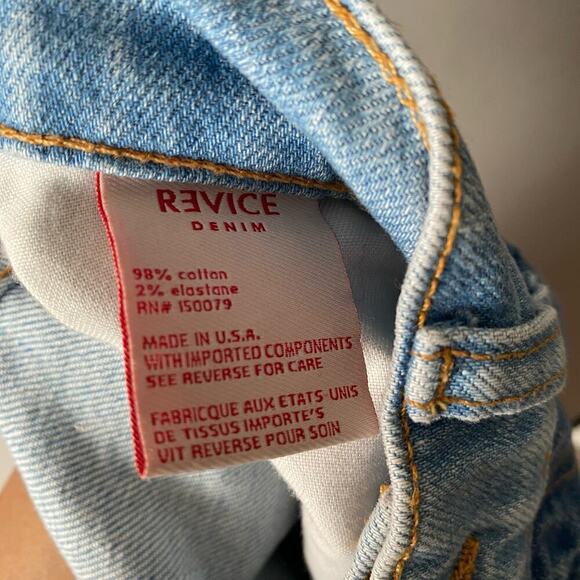 RƎVICE
DENIM
98% cotton
2% elastane
RN# 150079
MADE IN U.S.A.
WITH IMPORTED COMPONENTS
SEE REVERSE FOR CARE
FABRICQUE AUX ETATS UNIS
DE TISSUS IMPORTE'S
VIT REVERSE POUR SOIN